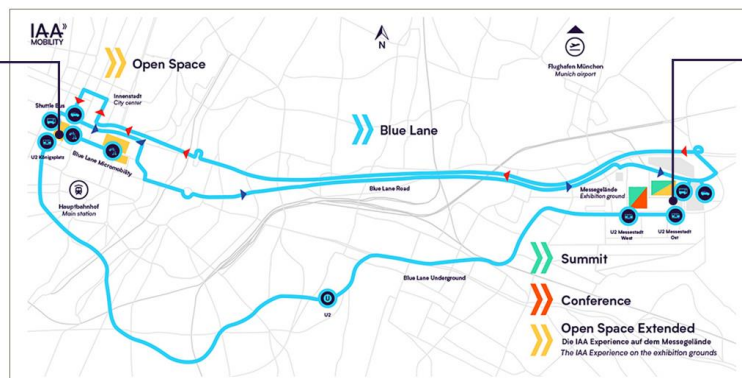 IAA
MOBILITY
Open Space
N
Flughafen München
Munich airport
Innenstadt
City center
Shuttle Bus
Blue Lane
U2 Königsplatz
Blue Lane Micromobility
Hauptbahnhof
Main station
Blue Lane Road
Messegelände
Exhibition ground
U2 Messestadt
West
U2 Messestadt
Ost
Summit
Blue Lane Underground
Conference
U
U2
Open Space Extended
Die IAA Experience auf dem Messegelände
The IAA Experience on the exhibition grounds